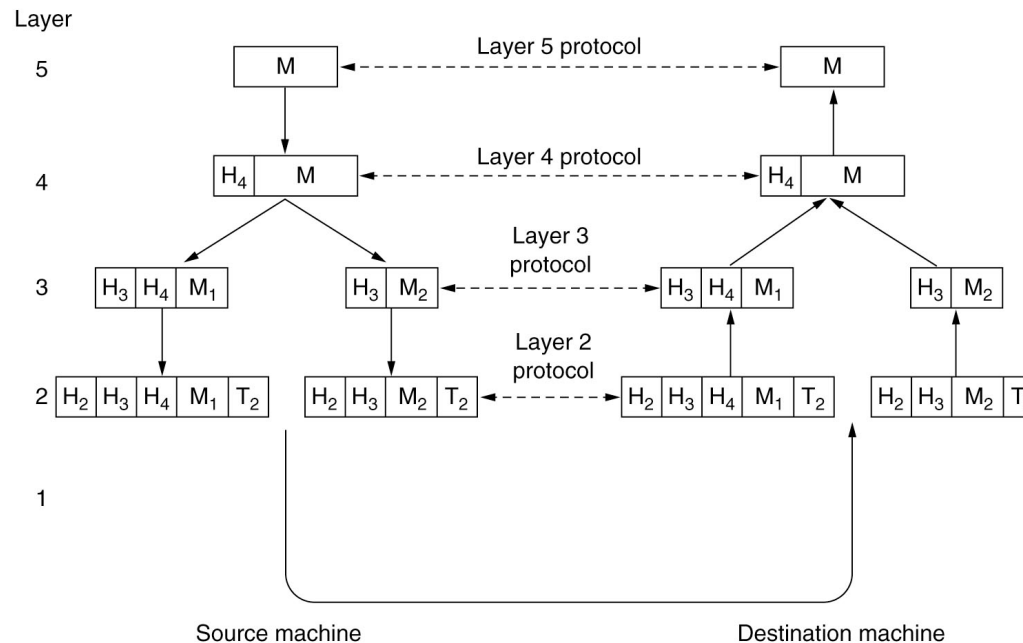 Layer
5 M Layer 5 protocol M
4 H₄ M Layer 4 protocol H₄ M
Layer 3
protocol
3 H₃ H₄ M₁ H₃ M₂ H₃ H₄ M₁ H₃ M₂
Layer 2
protocol
2 H₂ H₃ H₄ M₁ T₂ H₂ H₃ M₂ T₂ H₂ H₃ H₄ M₁ T₂ H₂ H₃ M₂ T
1
Source machine Destination machine